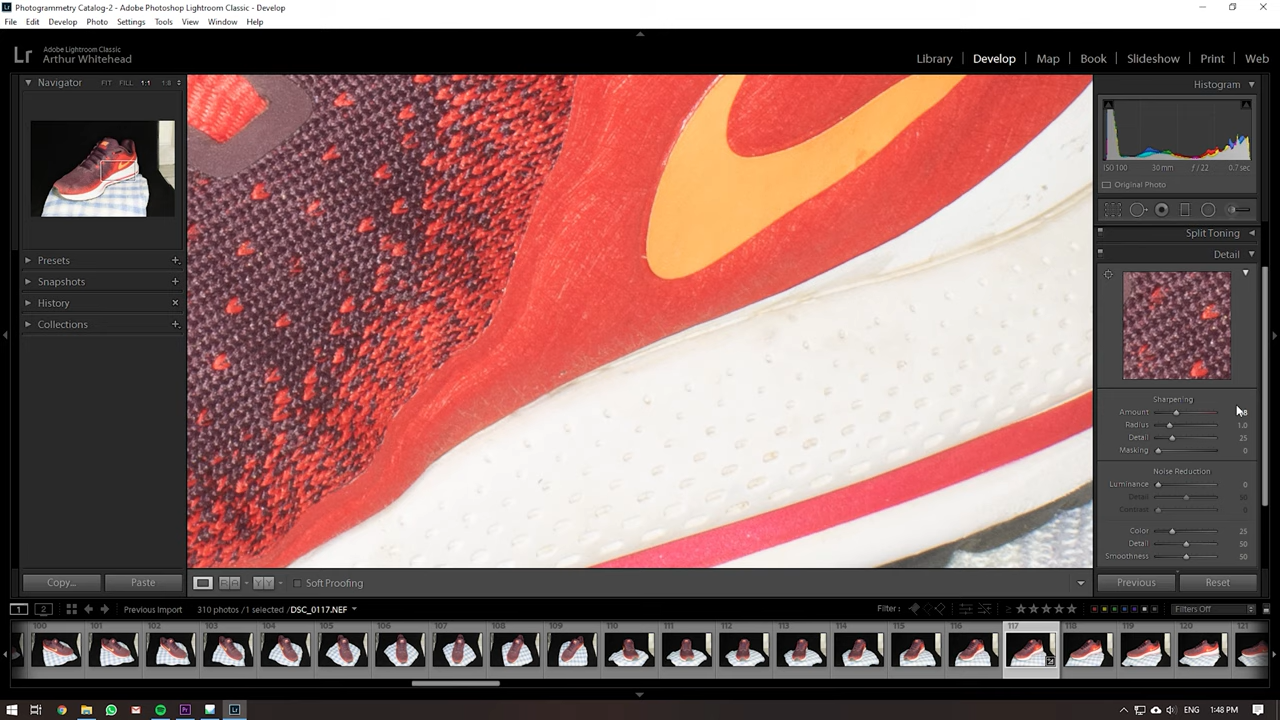 Photogrammetry Catalog-2 - Adobe Photoshop Lightroom Classic - Develop
File Edit Develop Photo Settings Tools View Window Help
Lr Adobe Lightroom Classic
Arthur Whitehead
Library | Develop | Map | Book | Slideshow | Print | Web
Navigator FIT FILL 1:1 1:8
Histogram
ISO 100 30 mm f / 22 0.7 sec
Original Photo
Split Toning
Detail
Presets
Snapshots
History
Collections
Sharpening
Amount
Radius 1.0
Detail 25
Masking 0
Noise Reduction
Luminance 0
Detail 50
Contrast 0
Color 25
Detail 50
Smoothness 50
Copy... Paste
Soft Proofing
Previous Reset
1 2 Previous Import 310 photos / 1 selected / DSC_0117.NEF Filter : Filters Off
100 101 102 103 104 105 106 107 108 109 110 111 112 113 114 115 116 117 118 119 120 121
ENG 1:48 PM